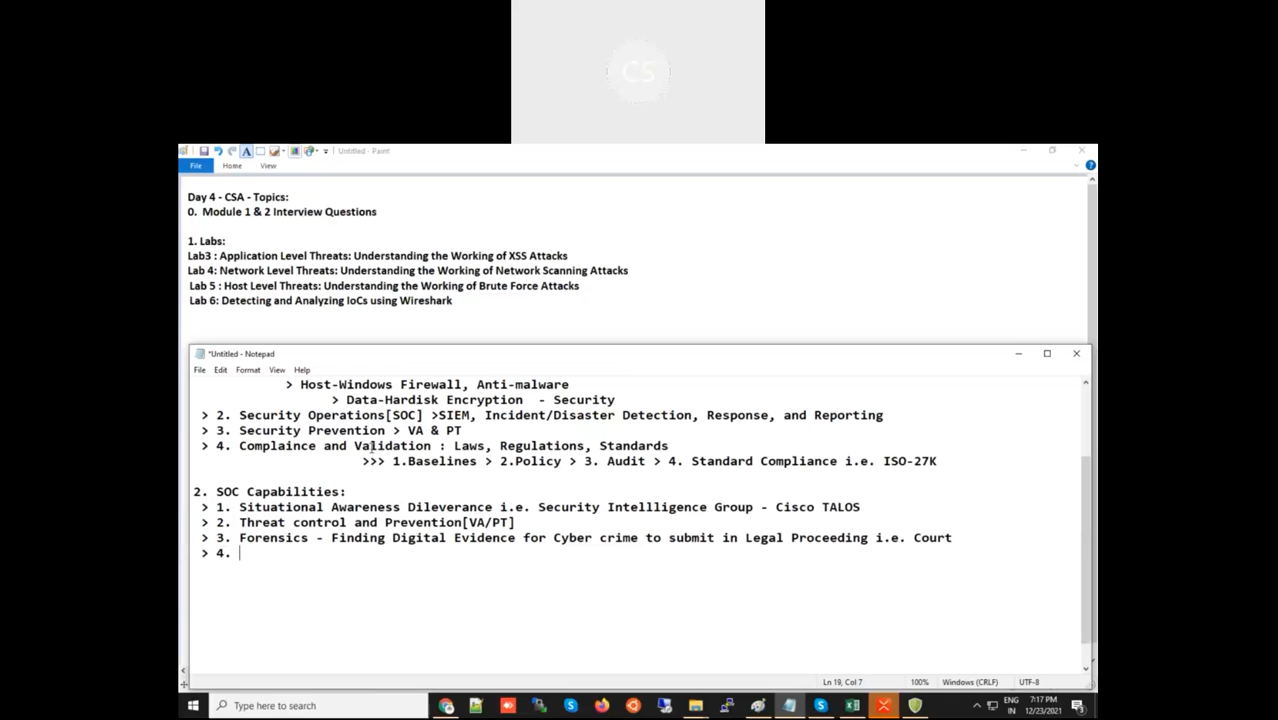 CS
Untitled - Paint
File Home View
Day 4 - CSA - Topics:
0. Module 1 & 2 Interview Questions
1. Labs:
Lab3 : Application Level Threats: Understanding the Working of XSS Attacks
Lab 4: Network Level Threats: Understanding the Working of Network Scanning Attacks
Lab 5 : Host Level Threats: Understanding the Working of Brute Force Attacks
Lab 6: Detecting and Analyzing IoCs using Wireshark
*Untitled - Notepad
File Edit Format View Help
> Host-Windows Firewall, Anti-malware
> Data-Hardisk Encryption - Security
> 2. Security Operations[SOC] >SIEM, Incident/Disaster Detection, Response, and Reporting
> 3. Security Prevention > VA & PT
> 4. Complaince and Validation : Laws, Regulations, Standards
>>> 1.Baselines > 2.Policy > 3. Audit > 4. Standard Compliance i.e. ISO-27K
2. SOC Capabilities:
> 1. Situational Awareness Dileverance i.e. Security Intellligence Group - Cisco TALOS
> 2. Threat control and Prevention[VA/PT]
> 3. Forensics - Finding Digital Evidence for Cyber crime to submit in Legal Proceeding i.e. Court
> 4.
Ln 19, Col 7 100% Windows (CRLF) UTF-8
Type here to search
ENG 7:17 PM
IN 12/23/2021